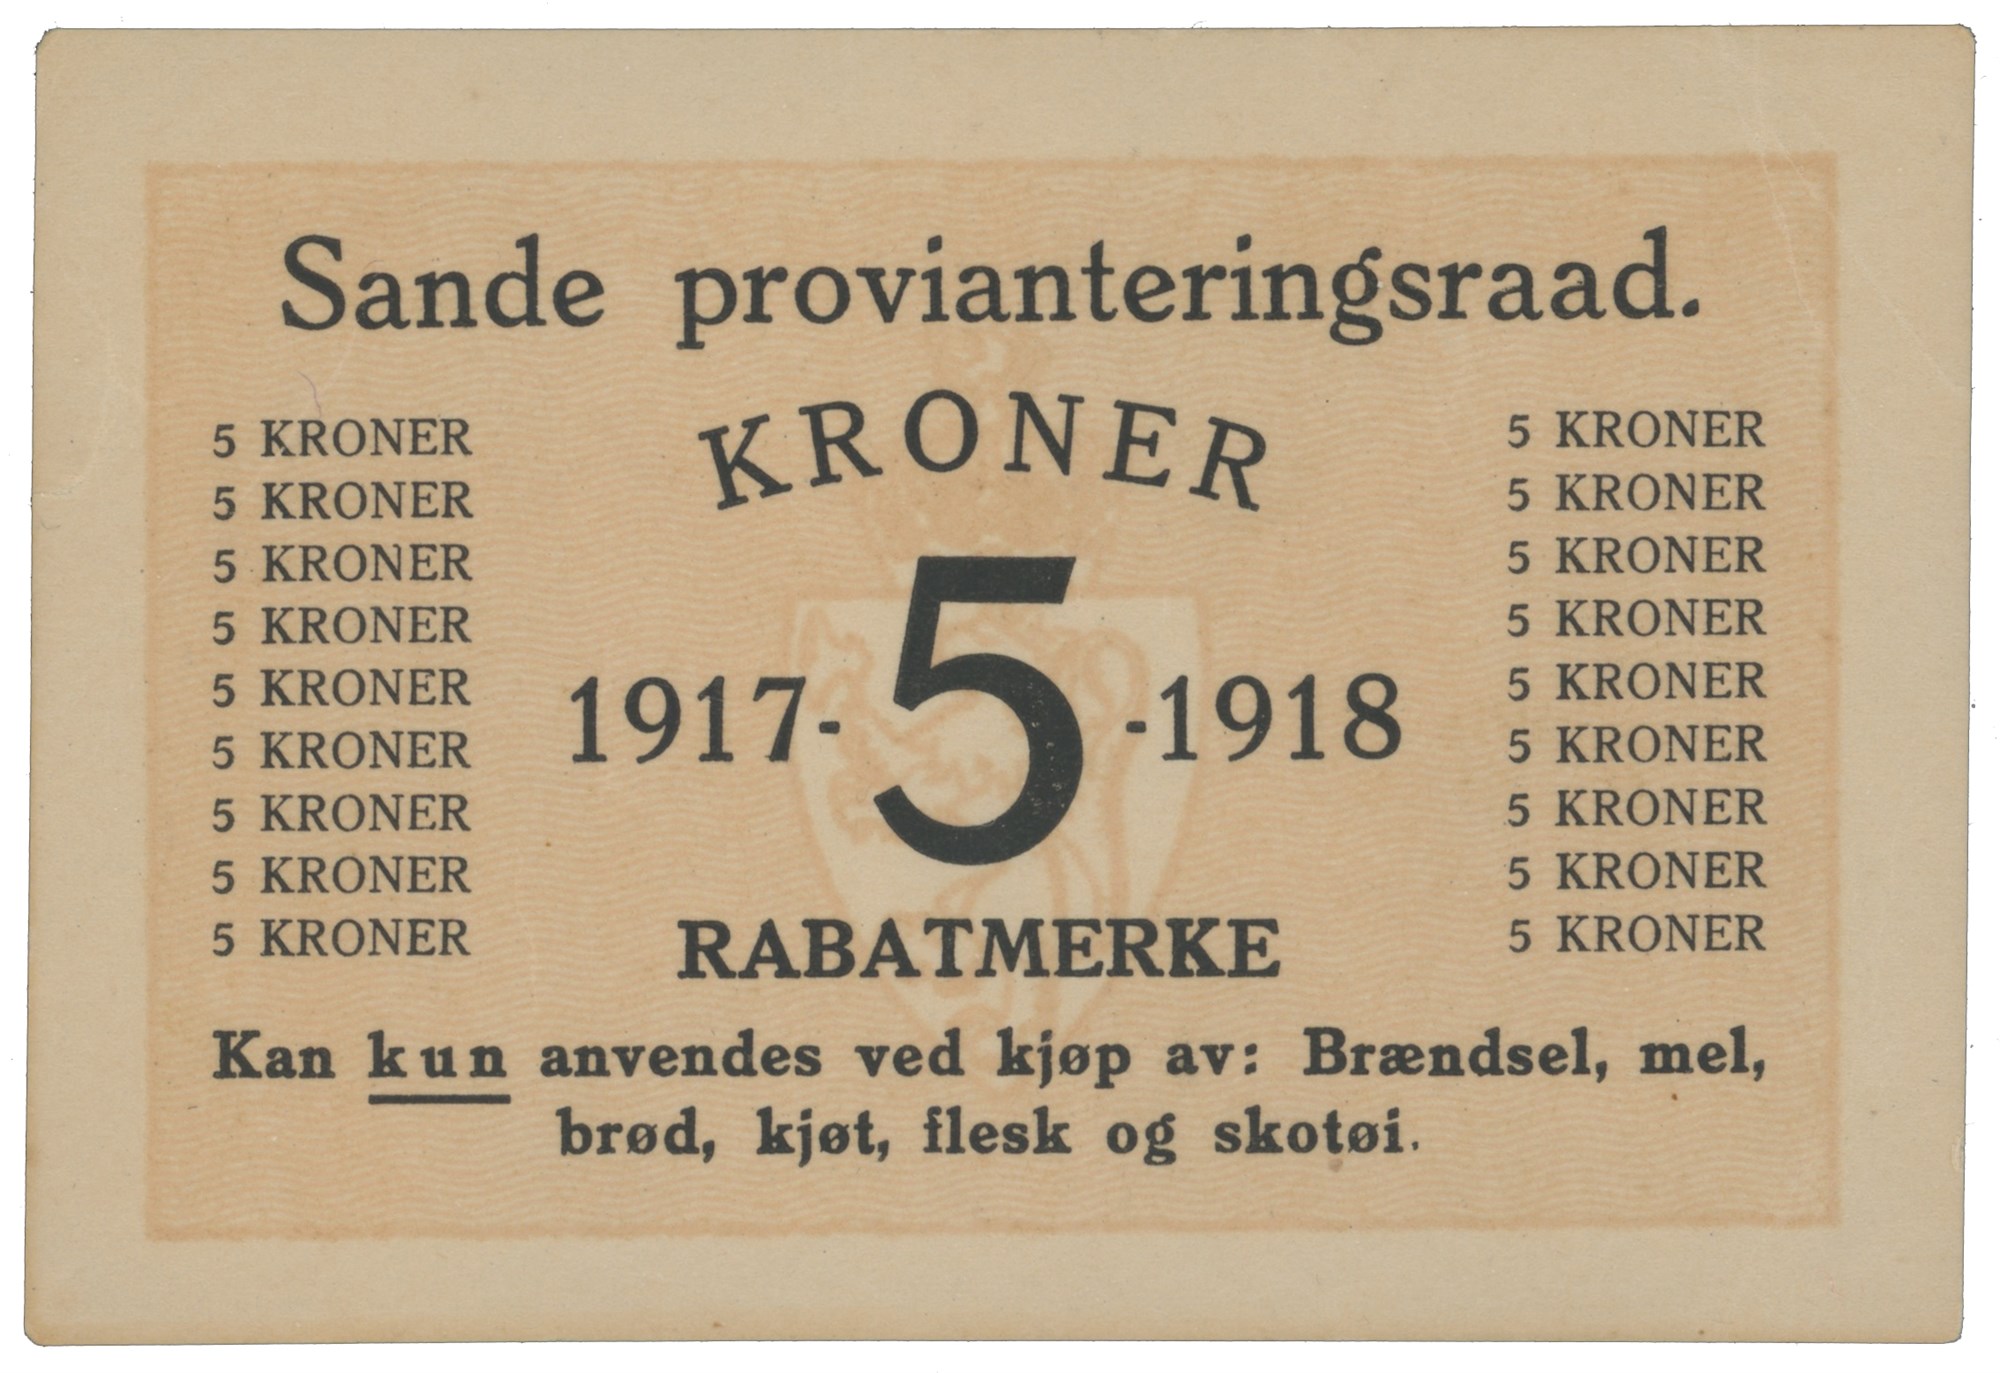 Sande provianteringsraad.
KRONER
5 KRONER
5 KRONER
5 KRONER
5 KRONER
5 KRONER
5 KRONER
5 KRONER
5 KRONER
5 KRONER
1917-5-1918
5 KRONER
5 KRONER
5 KRONER
5 KRONER
5 KRONER
5 KRONER
5 KRONER
5 KRONER
5 KRONER
RABATMERKE
Kan kun anvendes ved kjøp av: Brændsel, mel,
brød, kjøt, flesk og skotøi.